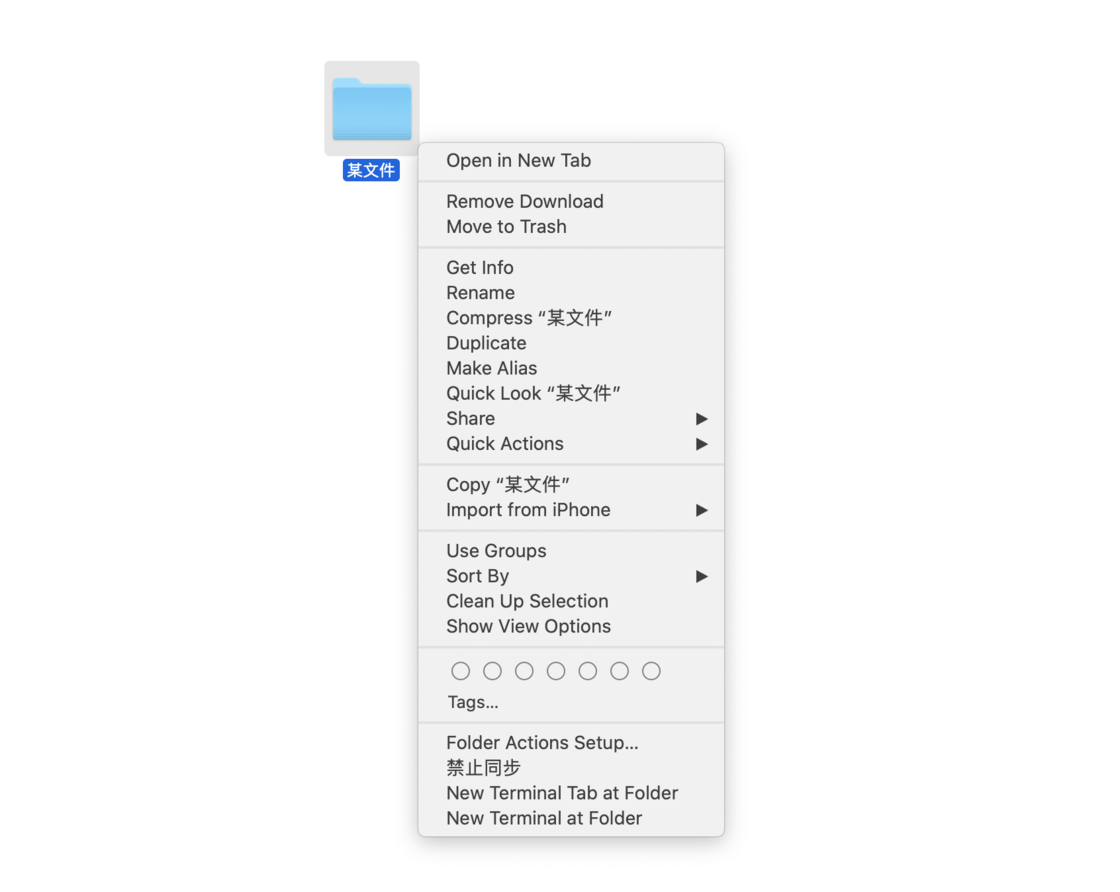 某文件
Open in New Tab
Remove Download
Move to Trash
Get Info
Rename
Compress “某文件”
Duplicate
Make Alias
Quick Look “某文件”
Share
Quick Actions
Copy “某文件”
Import from iPhone
Use Groups
Sort By
Clean Up Selection
Show View Options
Tags...
Folder Actions Setup...
禁止同步
New Terminal Tab at Folder
New Terminal at Folder